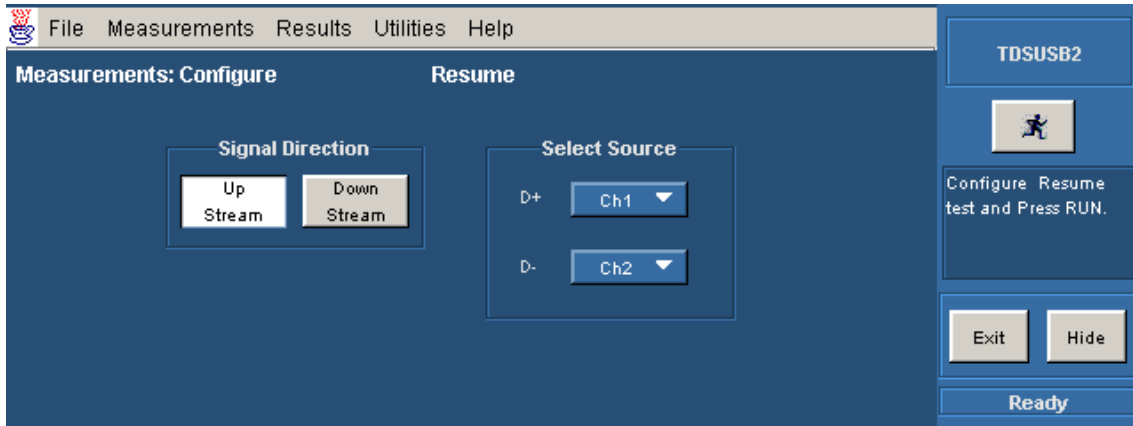 File Measurements Results Utilities Help
Measurements: Configure Resume
Signal Direction
Up
Stream
Down
Stream
Select Source
D+ Ch1
D- Ch2
TDSUSB2
Configure Resume
test and Press RUN.
Exit Hide
Ready